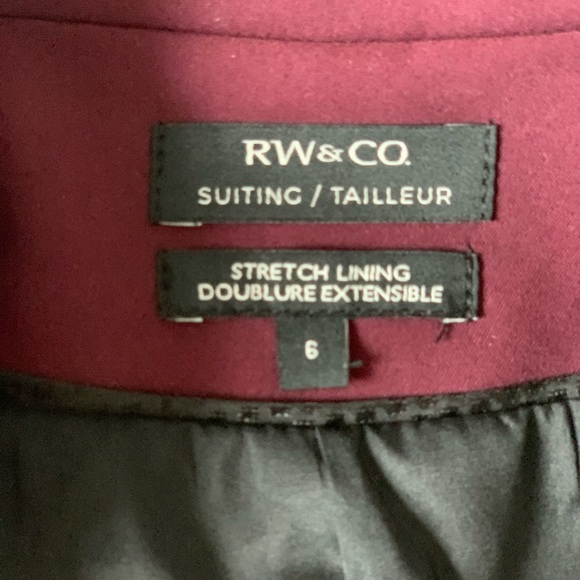 RW&CO.
SUITING / TAILLEUR
STRETCH LINING
DOUBLURE EXTENSIBLE
6